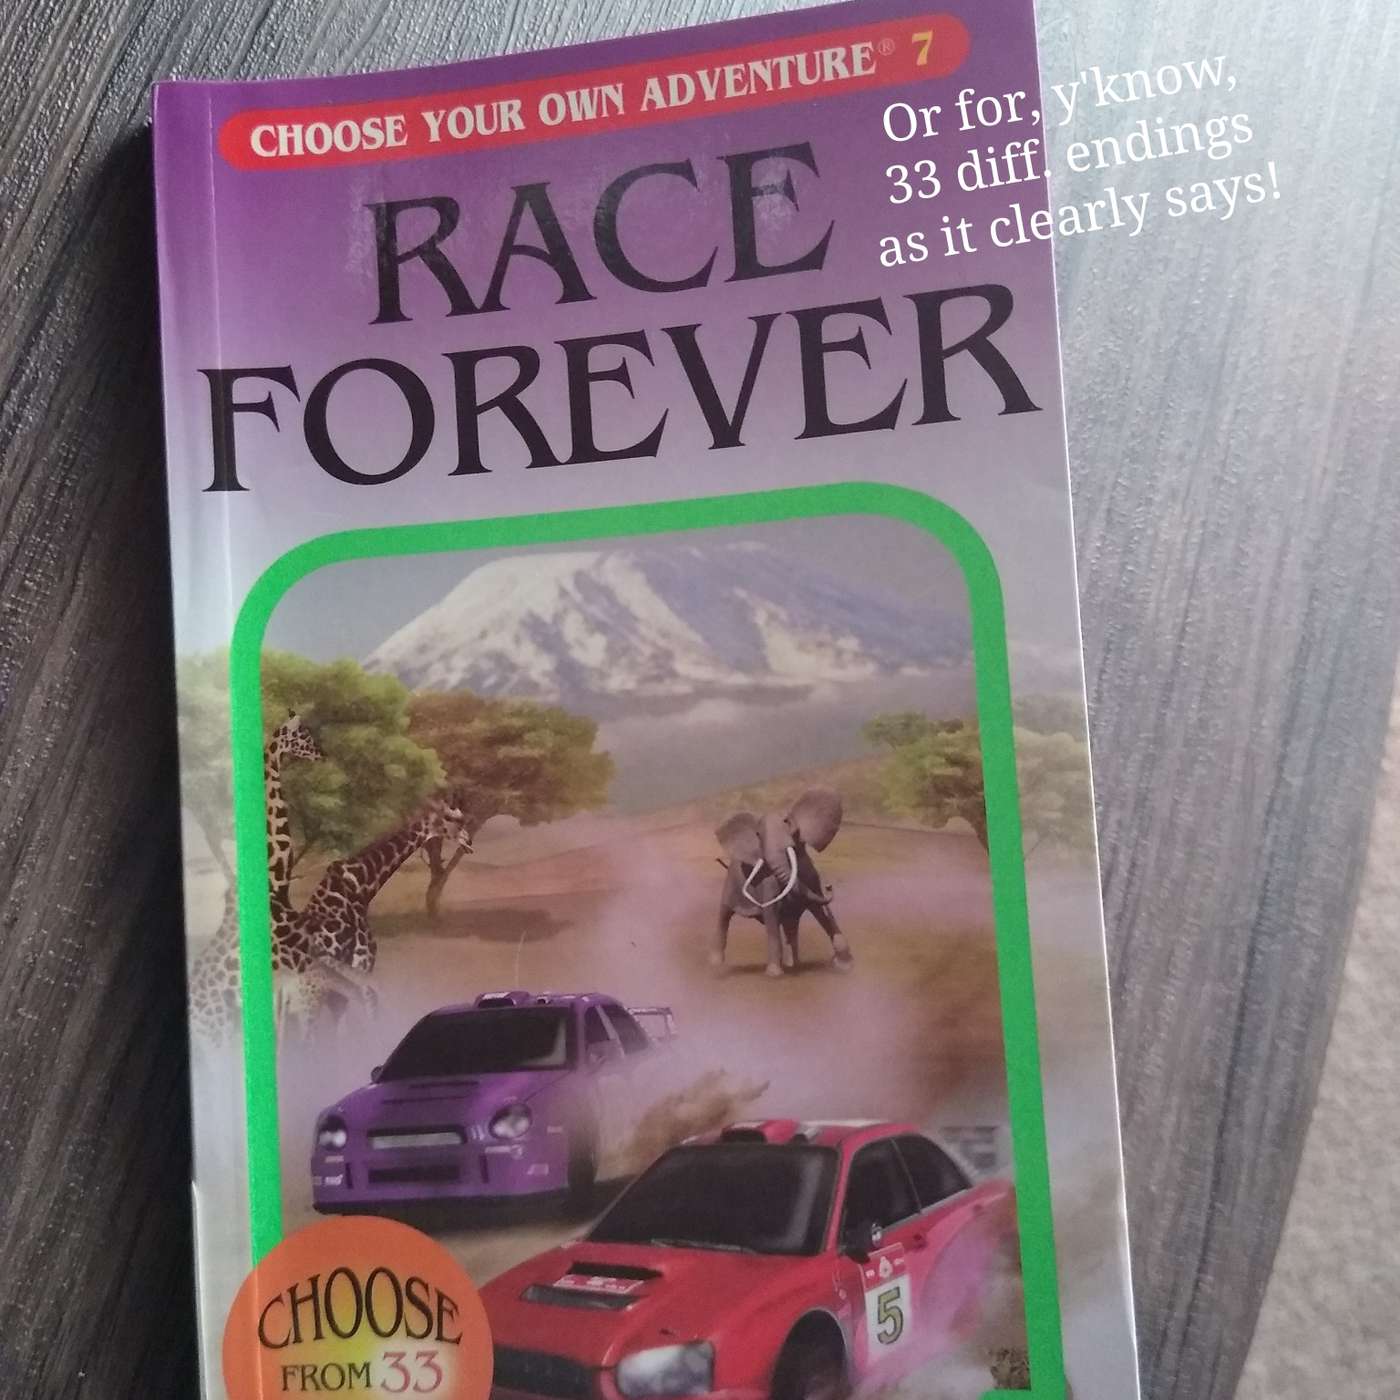 CHOOSE YOUR OWN ADVENTURE® 7
Or for, y'know,
33 diff. endings
as it clearly says!
RACE
FOREVER
5
CHOOSE
FROM 33